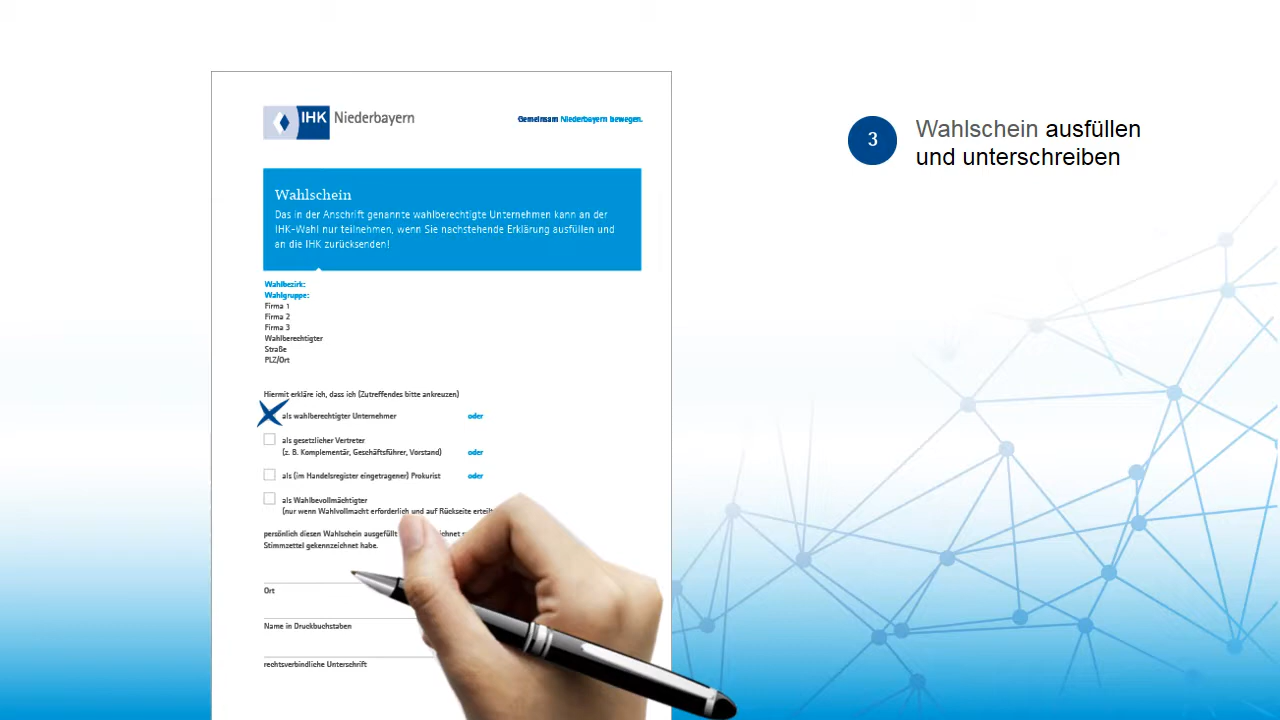 IHK Niederbayern
Gemeinsam Niederbayern bewegen.
3
Wahlschein ausfüllen
und unterschreiben
Wahlschein
Das in der Anschrift genannte wahlberechtigte Unternehmen kann an der
IHK-Wahl nur teilnehmen, wenn Sie nachstehende Erklärung ausfüllen und
an die IHK zurücksenden!
Wahlbezirk:
Wahlgruppe:
Firma 1
Firma 2
Firma 3
Wahlberechtigter
Straße
PLZ/Ort
Hiermit erkläre ich, dass ich (Zutreffendes bitte ankreuzen)
als wahlberechtigter Unternehmer oder
als gesetzlicher Vertreter
(z. B. Komplementär, Geschäftsführer, Vorstand) oder
als (im Handelsregister eingetragener) Prokurist oder
als Wahlbevollmächtigter
(nur wenn Wahlvollmacht erforderlich und auf Rückseite erteilt
persönlich diesen Wahlschein ausgefüllt
Stimmzettel gekennzeichnet habe.
Ort
Name in Druckbuchstaben
rechtsverbindliche Unterschrift